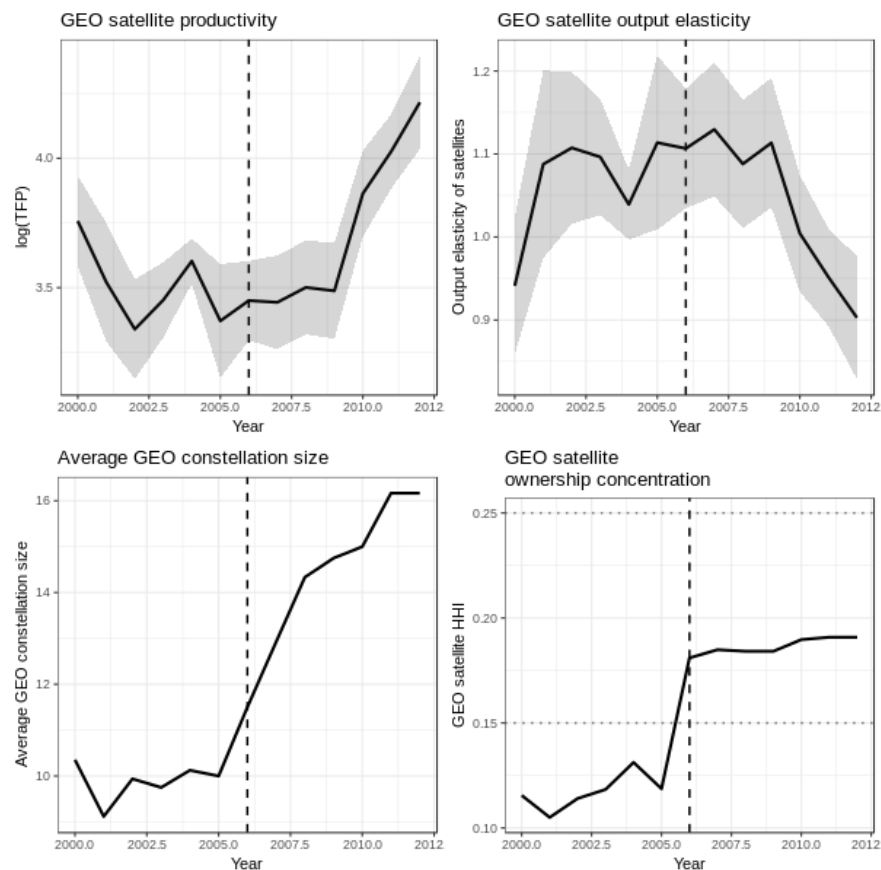 GEO satellite productivity
log(TFP)
4.0
3.5
2000.0 2002.5 2005.0 2007.5 2010.0 2012
Year
GEO satellite output elasticity
Output elasticity of satellites
1.2
1.1
1.0
0.9
2000.0 2002.5 2005.0 2007.5 2010.0 2012
Year
Average GEO constellation size
Average GEO constellation size
16
14
12
10
2000.0 2002.5 2005.0 2007.5 2010.0 2012
Year
GEO satellite
ownership concentration
GEO satellite HHI
0.25
0.20
0.15
0.10
2000.0 2002.5 2005.0 2007.5 2010.0 2012
Year